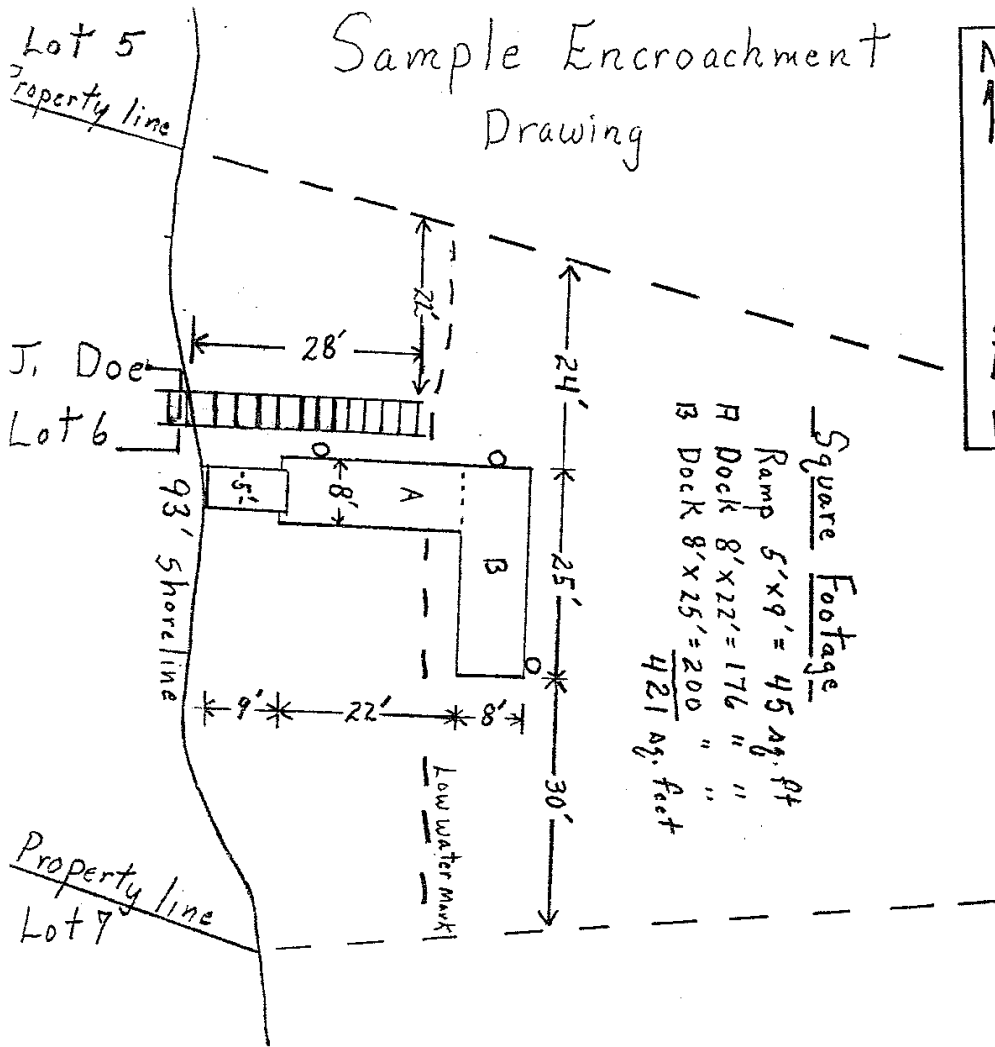 Sample Encroachment
Drawing
N
Lot 5
Property line
22'
28'
24'
J. Doe
Lot 6
5'
8'
A
B
25'
93' Shoreline
9'
22'
8'
30'
Low water Mark
Property line
Lot 7
Square Footage
Ramp 5'x9' = 45 sq. ft
A Dock 8'x22' = 176 " "
B Dock 8'x25' = 200 " "
421 sq. feet